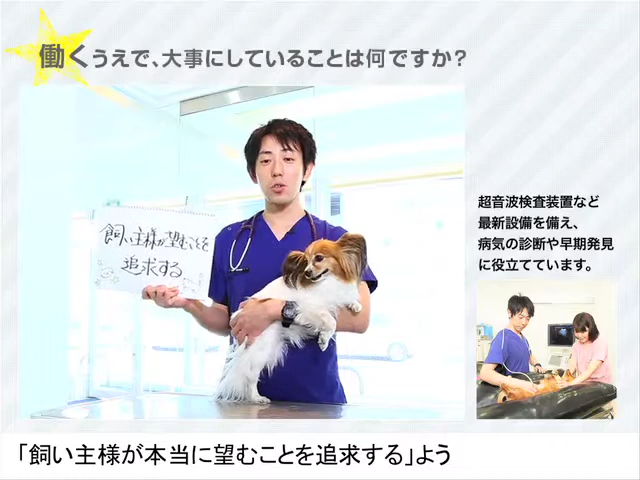 働くうえで、大事にしていることは何ですか？
飼い主様が望むことを
追求する
超音波検査装置など
最新設備を備え、
病気の診断や早期発見
に役立てています。
「飼い主様が本当に望むことを追求する」よう